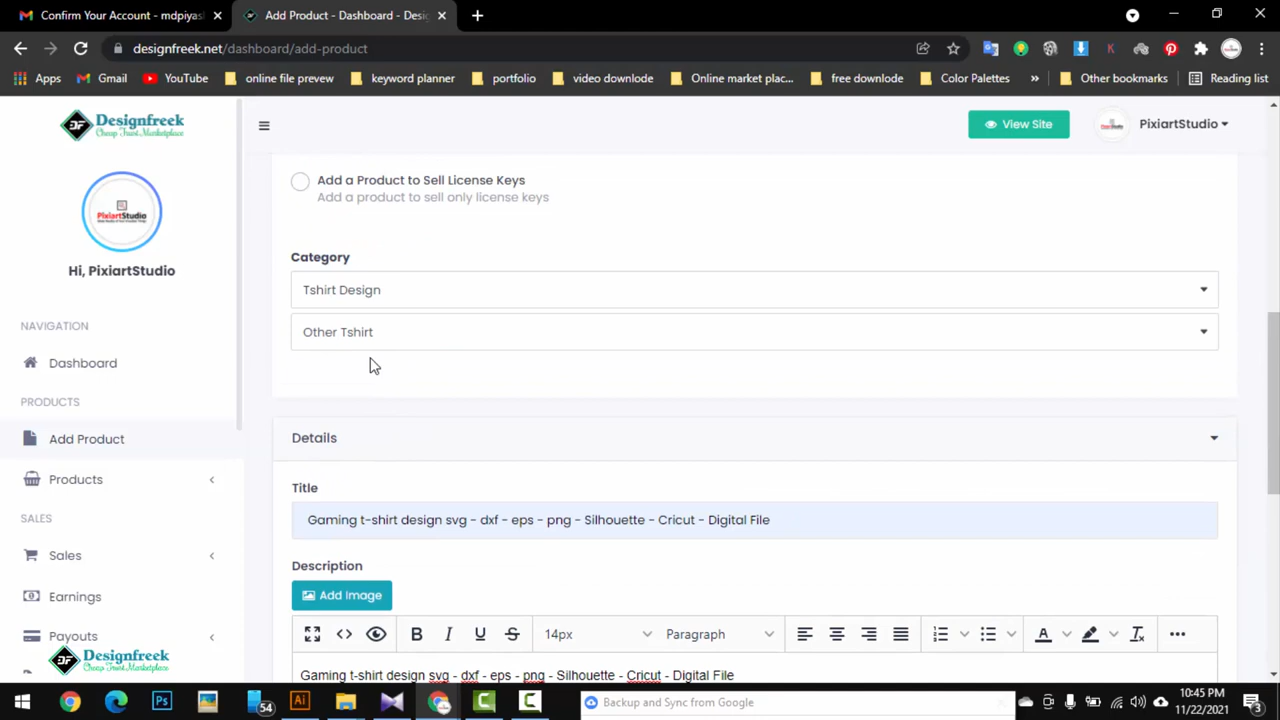 Confirm Your Account - mdpiyasl
Add Product - Dashboard - Desig
designfreek.net/dashboard/add-product
Apps
Gmail
YouTube
online file preview
keyword planner
portfolio
video downlode
Online market plac...
free downlode
Color Palettes
»
Other bookmarks
Reading list
Designfreek
Cheap Trust Marketplace
View Site
PixiartStudio
Add a Product to Sell License Keys
Add a product to sell only license keys
PixiartStudio
Hi, PixiartStudio
Category
Tshirt Design
Other Tshirt
NAVIGATION
Dashboard
PRODUCTS
Add Product
Products
SALES
Sales
Earnings
Payouts
Designfreek
Cheap Trust Marketplace
Details
Title
Gaming t-shirt design svg - dxf - eps - png - Silhouette - Cricut - Digital File
Description
Add Image
B I U S 14px Paragraph A
Gaming t-shirt design svg - dxf - eps - png - Silhouette - Cricut - Digital File
54
Backup and Sync from Google
10:45 PM
11/22/2021
3